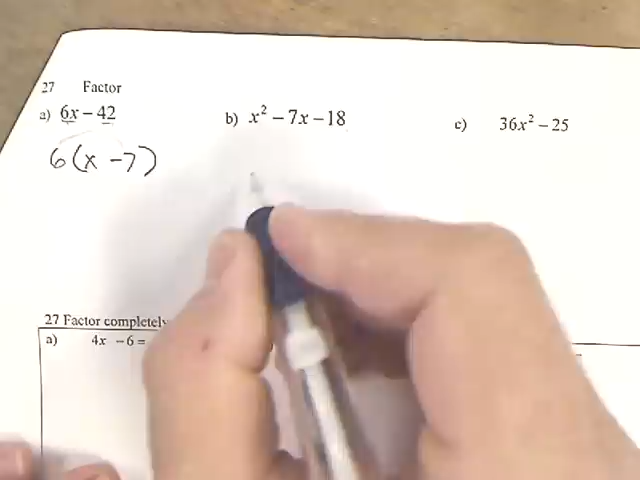 27 Factor
a) 6x – 42 b) x² – 7x – 18 c) 36x² – 25
6(x – 7)
27 Factor completely
a) 4x – 6 =